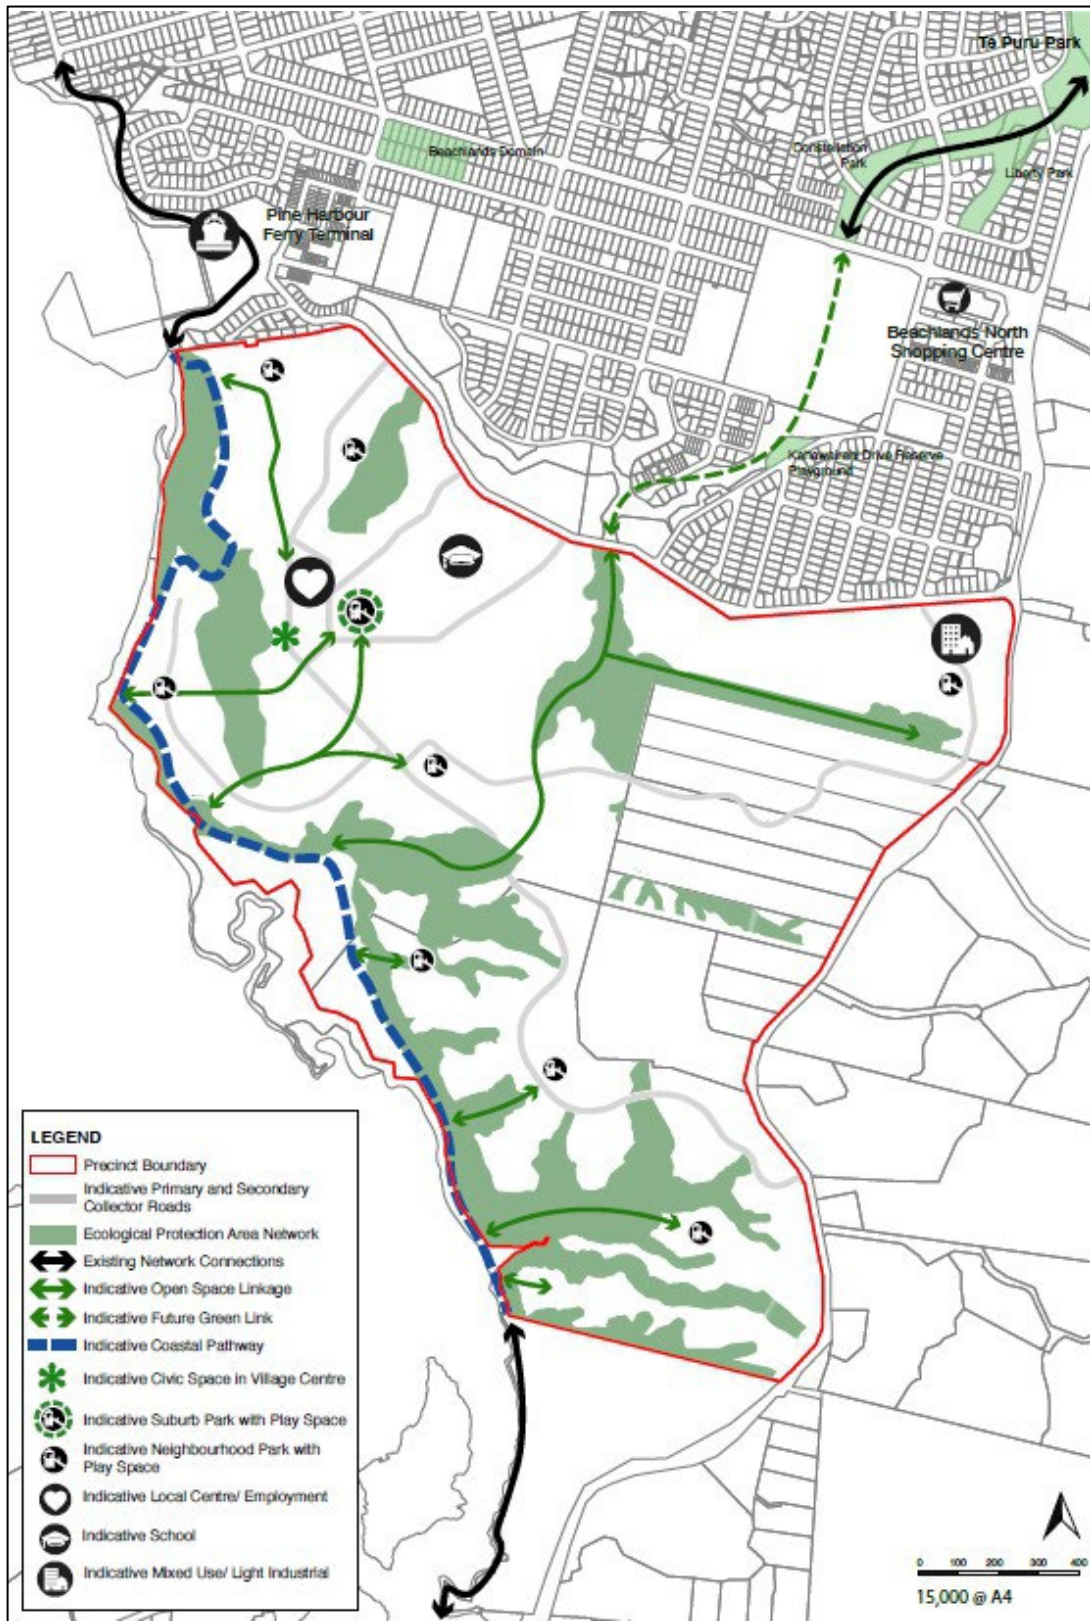 Te Puru Park
Beachlands Domain
Constellation
Park
Liberty Park
Pine Harbour
Ferry Terminal
Beachlands North
Shopping Centre
Kahawairahi Drive Reserve
Playground
LEGEND
Precinct Boundary
Indicative Primary and Secondary
Collector Roads
Ecological Protection Area Network
Existing Network Connections
Indicative Open Space Linkage
Indicative Future Green Link
Indicative Coastal Pathway
Indicative Civic Space in Village Centre
Indicative Suburb Park with Play Space
Indicative Neighbourhood Park with
Play Space
Indicative Local Centre/ Employment
Indicative School
Indicative Mixed Use/ Light Industrial
0 100 200 300 400
15,000 @ A4